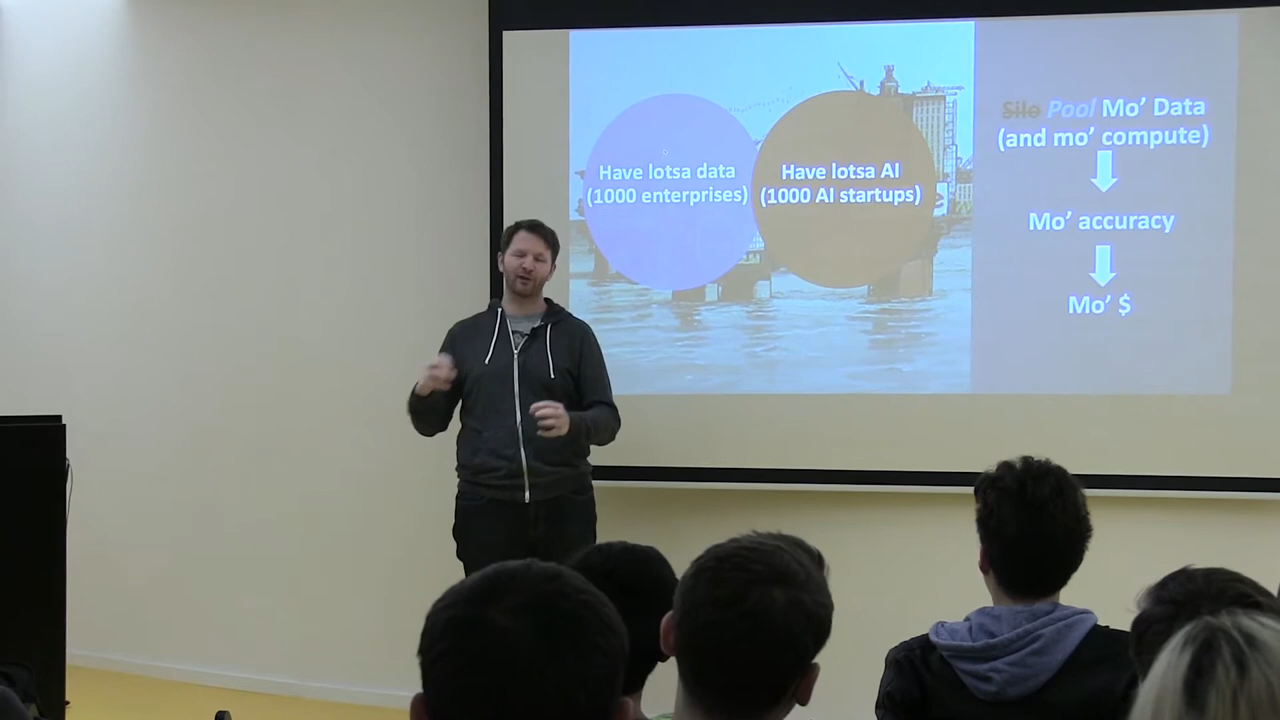 Have lotsa data
(1000 enterprises)
Have lotsa AI
(1000 AI startups)
Silo Pool Mo' Data
(and mo' compute)
Mo' accuracy
Mo' $